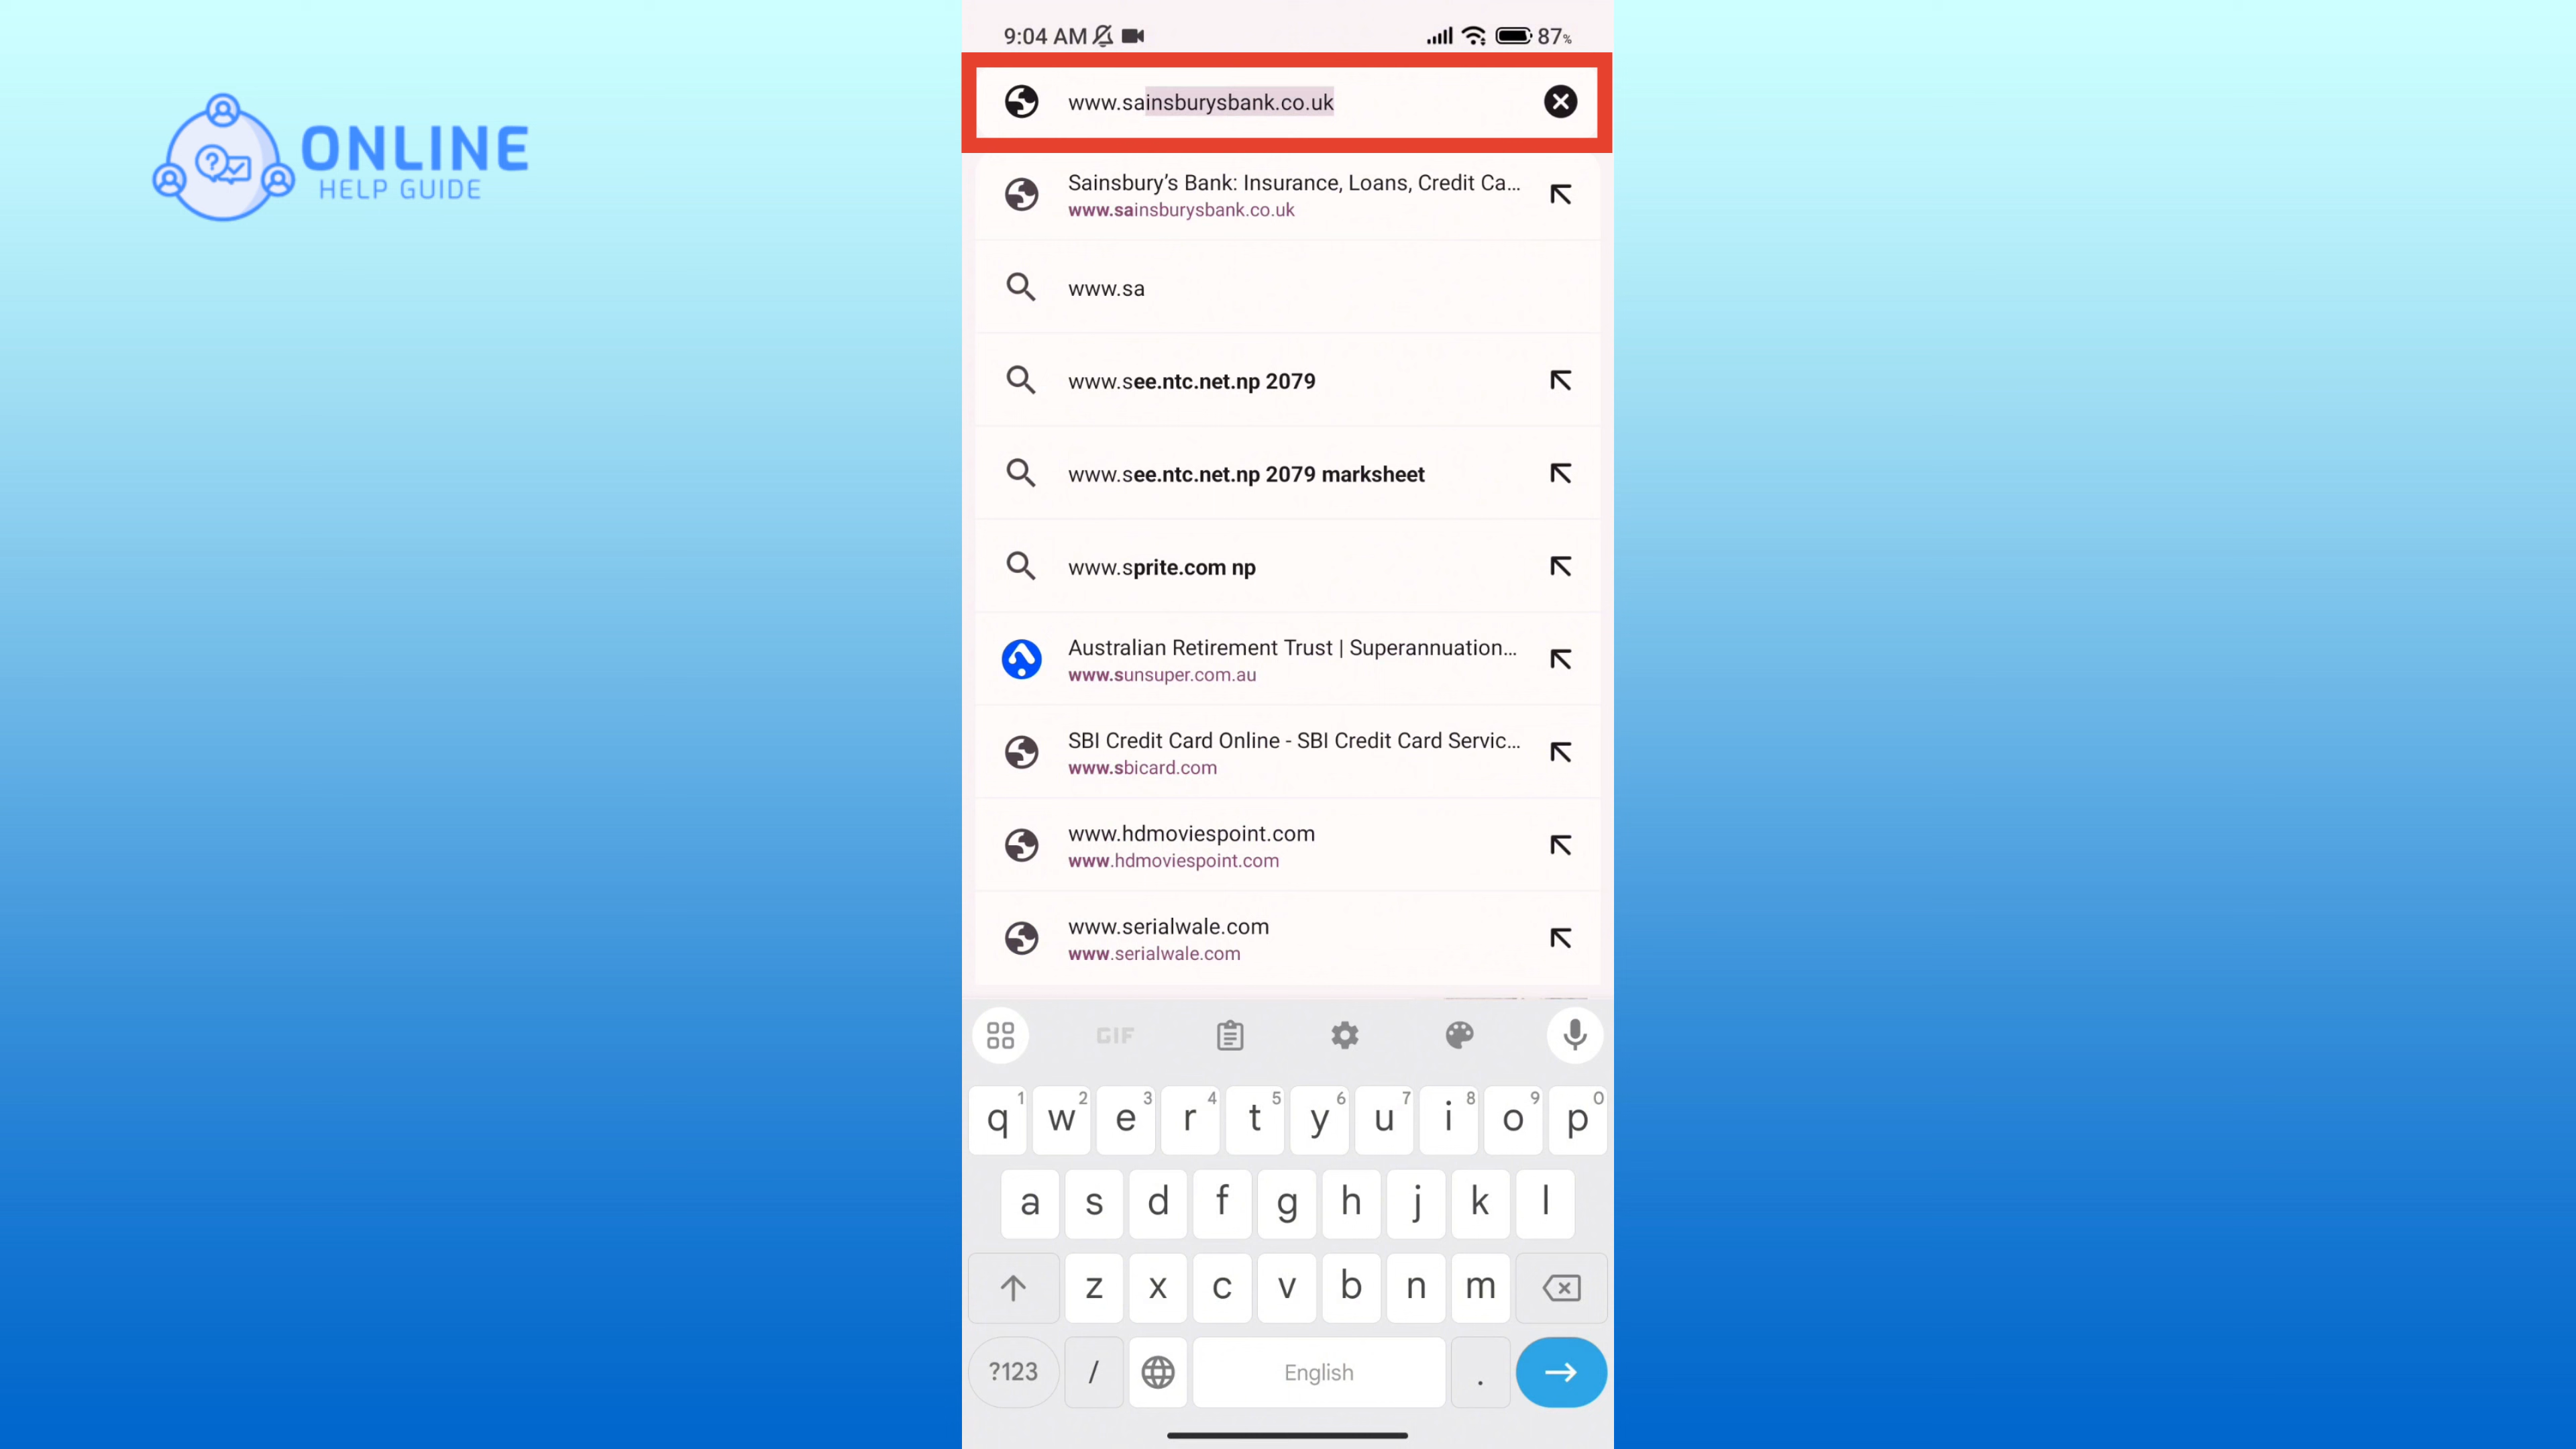 ONLINE
HELP GUIDE
9:04 AM 87%
www.sainsburysbank.co.uk
Sainsbury’s Bank: Insurance, Loans, Credit Ca...
www.sainsburysbank.co.uk
www.sa
www.see.ntc.net.np 2079
www.see.ntc.net.np 2079 marksheet
www.sprite.com np
Australian Retirement Trust | Superannuation...
www.sunsuper.com.au
SBI Credit Card Online - SBI Credit Card Servic...
www.sbicard.com
www.hdmoviespoint.com
www.hdmoviespoint.com
www.serialwale.com
www.serialwale.com
GIF
q 1 w 2 e 3 r 4 t 5 y 6 u 7 i 8 o 9 p 0
a s d f g h j k l
z x c v b n m
?123 / English .